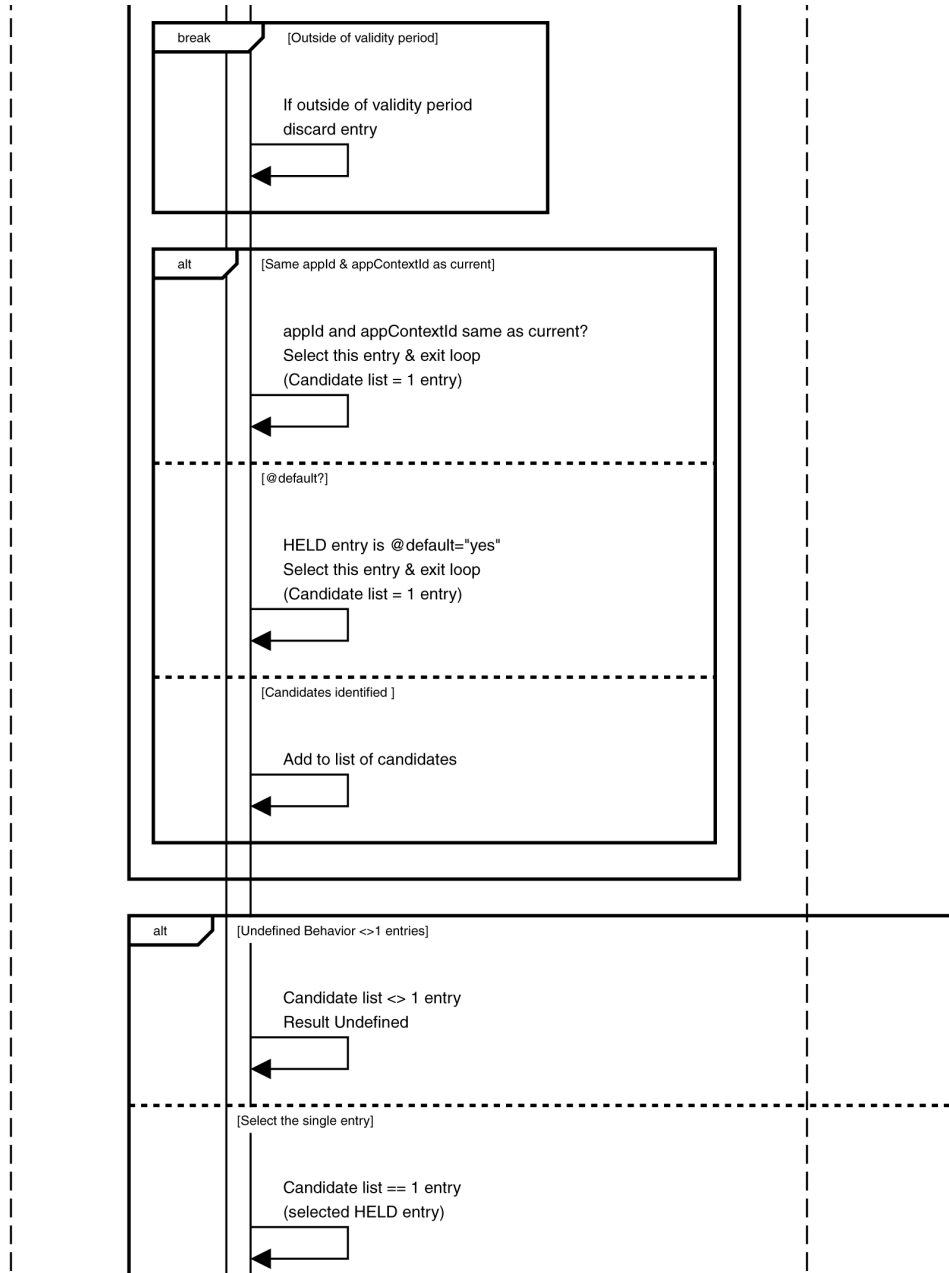 break
[Outside of validity period]
If outside of validity period
discard entry
alt
[Same appId & appContextId as current]
appId and appContextId same as current?
Select this entry & exit loop
(Candidate list = 1 entry)
[@default?]
HELD entry is @default="yes"
Select this entry & exit loop
(Candidate list = 1 entry)
[Candidates identified ]
Add to list of candidates
alt
[Undefined Behavior <>1 entries]
Candidate list <> 1 entry
Result Undefined
[Select the single entry]
Candidate list == 1 entry
(selected HELD entry)